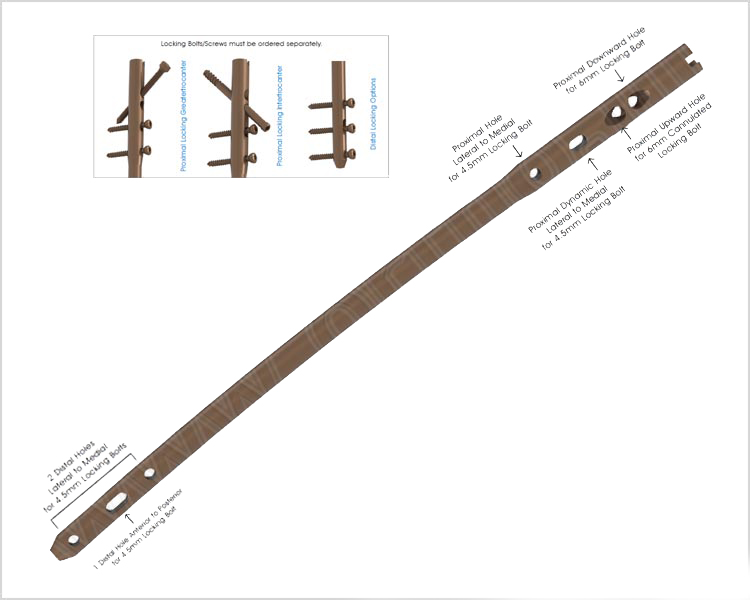 Locking Bolts/Screws must be ordered separately.
Proximal Locking Greatertrocanter
Proximal Locking Intertrocanter
Distal Locking Options
Proximal Downward Hole
for 6mm Locking Bolt
Proximal Hole
Lateral to Medial
for 4.5mm Locking Bolt
Proximal Upward Hole
for 6mm Cannulated
Locking Bolt
Proximal Dynamic Hole
Lateral to Medial
for 4.5mm Locking Bolt
2 Distal Holes
Lateral to Medial
for 4.5mm Locking Bolts
1 Distal Hole Anterior to Posterior
for 4.5mm Locking Bolt